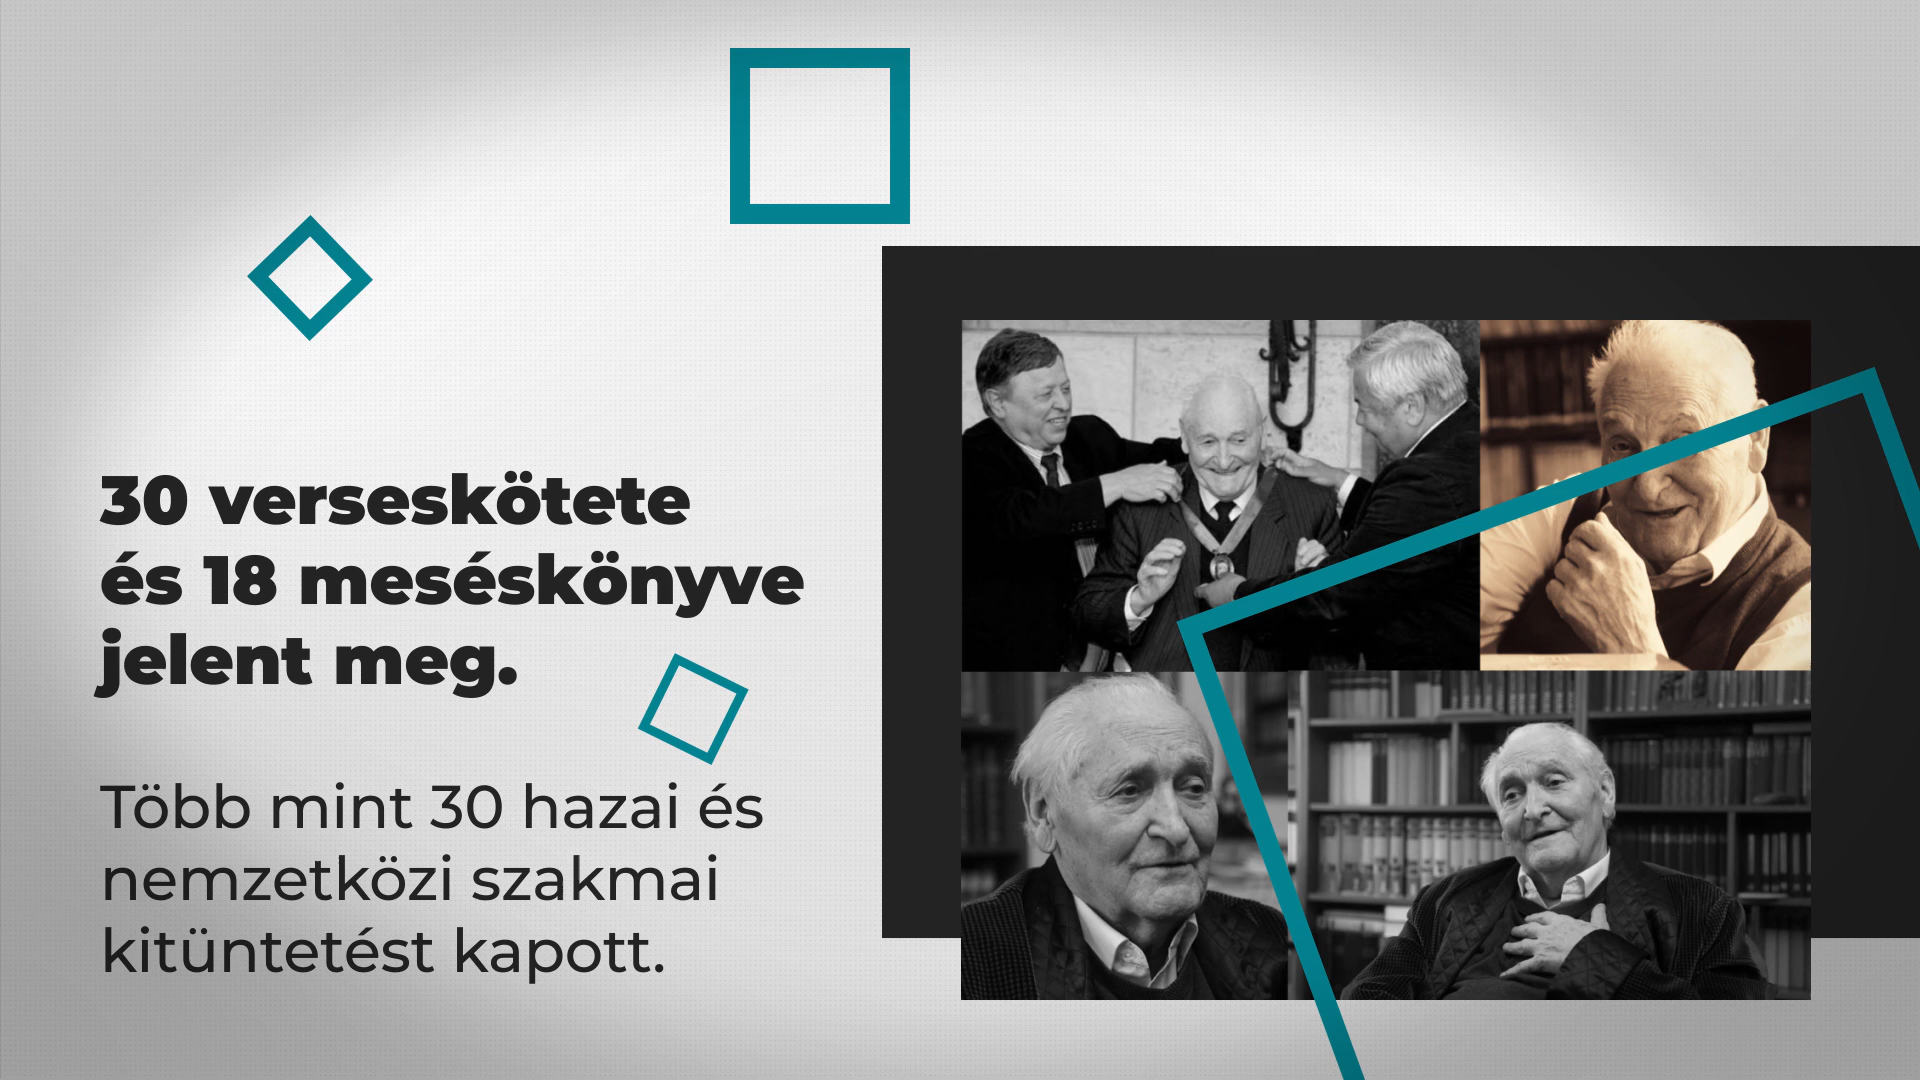 30 verseskötete
és 18 meséskönyve
jelent meg.
Több mint 30 hazai és
nemzetközi szakmai
kitüntetést kapott.